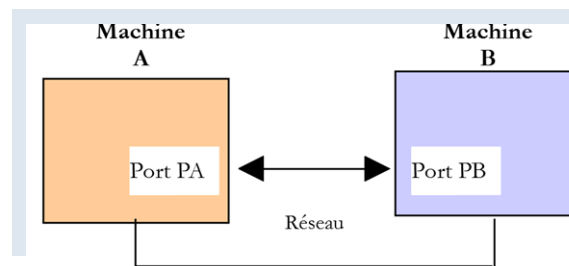 Machine
A
Machine
B
Port PA
Port PB
Réseau